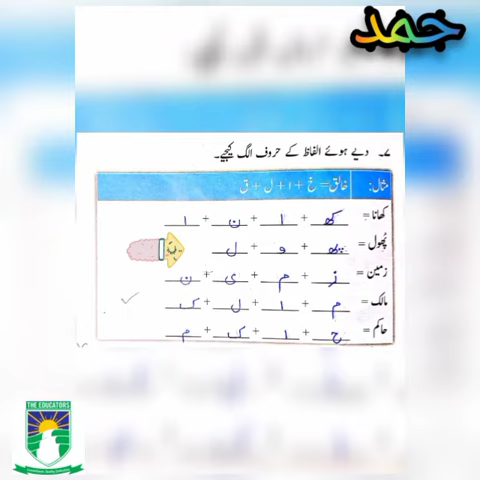 حمد
۷۔ دیے ہوئے الفاظ کے حروف الگ کیجیے۔
مثال: خالق = خ + ا + ل + ق
کھانا = کھ + ا + ن + ا
پُھول = پھ + و + ل
زمین = ز + م + ی + ن
مالک = م + ا + ل + ک
حاکم = ح + ا + ک + م
THE EDUCATORS